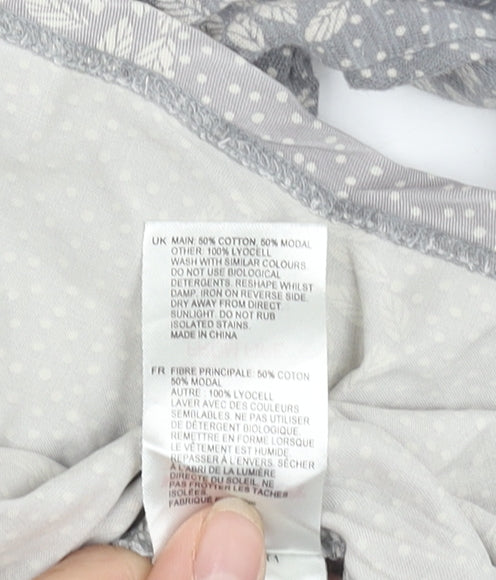 UK MAIN: 50% COTTON, 50% MODAL
OTHER: 100% LYOCELL
WASH WITH SIMILAR COLOURS.
DO NOT USE BIOLOGICAL
DETERGENTS. RESHAPE WHILST
DAMP. IRON ON REVERSE SIDE.
DRY AWAY FROM DIRECT
SUNLIGHT. DO NOT RUB
ISOLATED STAINS.
MADE IN CHINA
FR FIBRE PRINCIPALE: 50% COTON
50% MODAL
AUTRE : 100% LYOCELL
LAVER AVEC DES COULEURS
SEMBLABLES. NE PAS UTILISER
DE DÉTERGENT BIOLOGIQUE.
REMETTRE EN FORME LORSQUE
LE VÊTEMENT EST HUMIDE.
REPASSER À L'ENVERS. SÉCHER
À L'ABRI DE LA LUMIÈRE
DIRECTE DU SOLEIL. NE
PAS FROTTER LES TACHES
ISOLÉES.
FABRIQUÉ